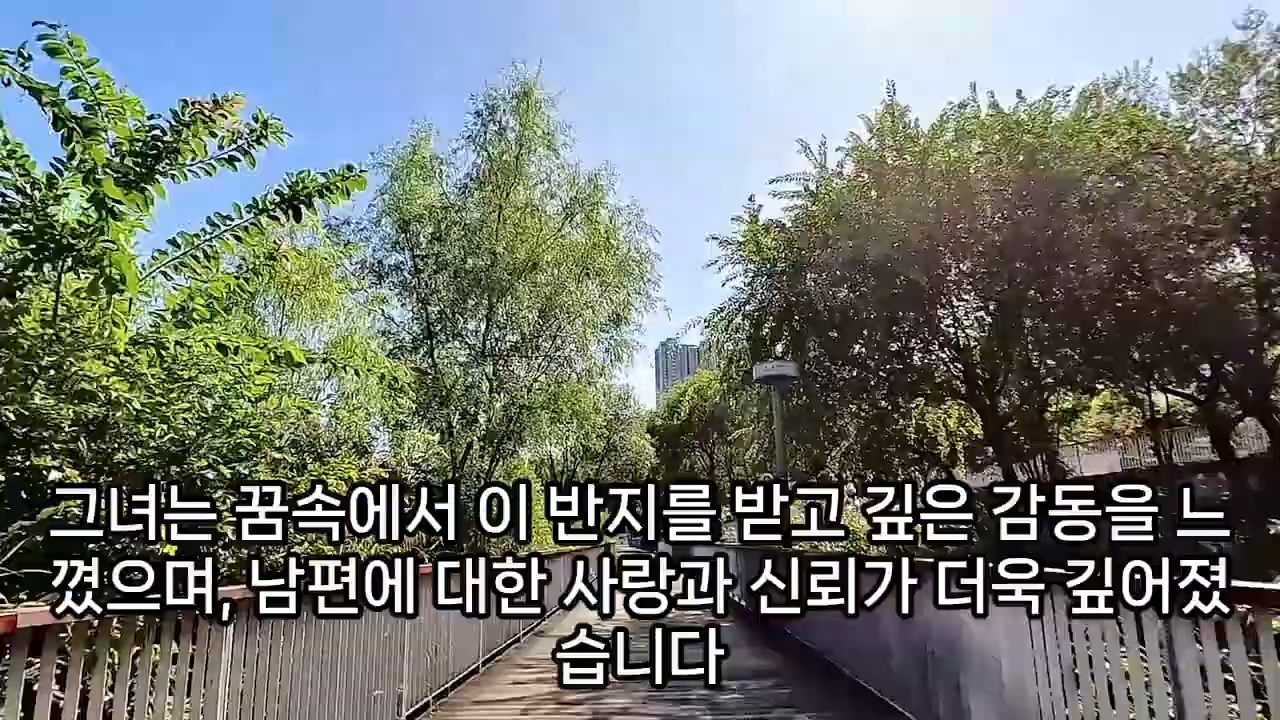 그녀는 꿈속에서 이 반지를 받고 깊은 감동을 느
꼈으며, 남편에 대한 사랑과 신뢰가 더욱 깊어졌
습니다